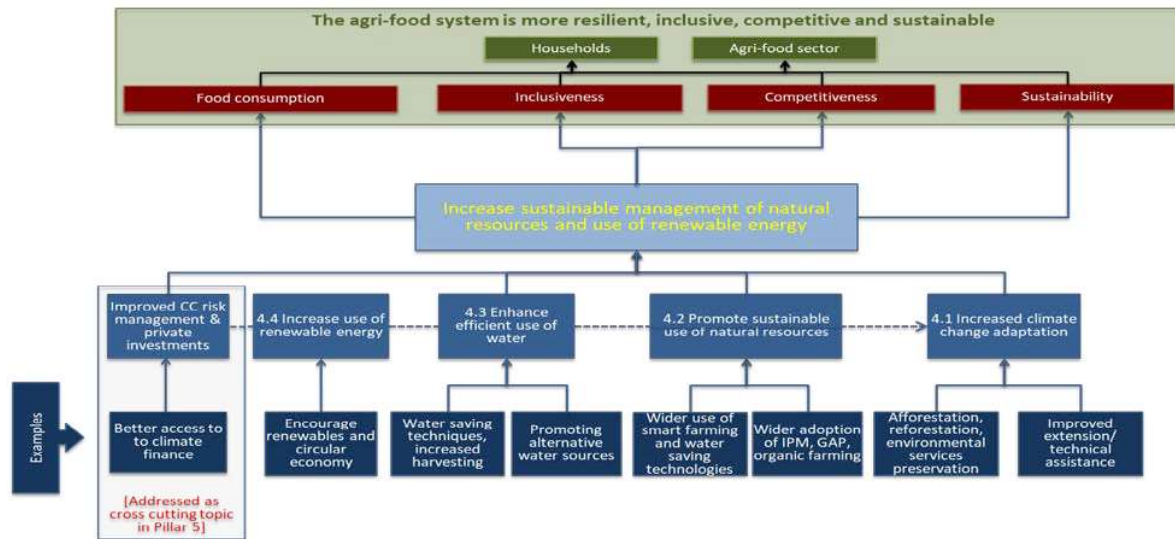 The agri-food system is more resilient, inclusive, competitive and sustainable
Households
Agri-food sector
Food consumption
Inclusiveness
Competitiveness
Sustainability
Increase sustainable management of natural
resources and use of renewable energy
Improved CC risk
management &
private
investments
4.4 Increase use of
renewable energy
4.3 Enhance
efficient use of
water
4.2 Promote sustainable
use of natural resources
4.1 Increased climate
change adaptation
Examples
Better access to
to climate
finance
Encourage
renewables and
circular
economy
Water saving
techniques,
increased
harvesting
Promoting
alternative
water sources
Wider use of
smart farming
and water
saving
technologies
Wider adoption
of IPM, GAP,
organic farming
Afforestation,
reforestation,
environmental
services
preservation
Improved
extension/
technical
assistance
[Addressed as
cross cutting topic
in Pillar 5]